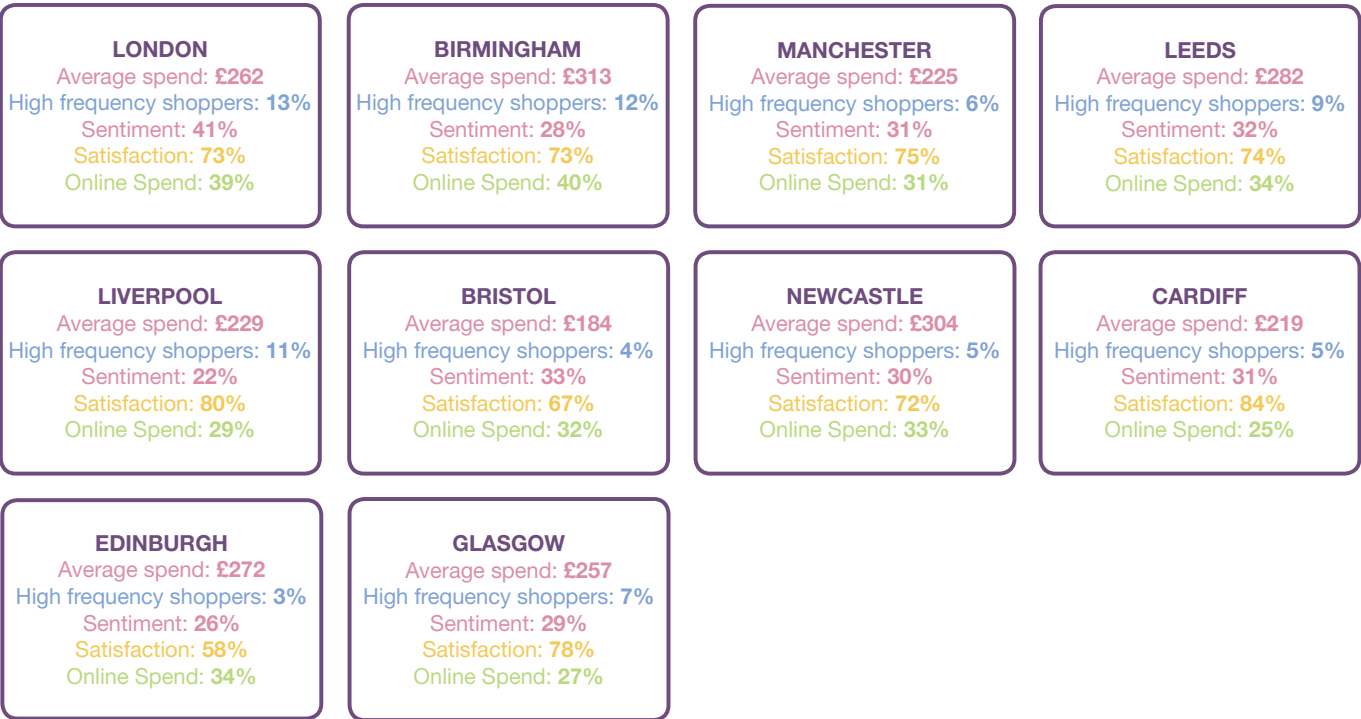 LONDON
Average spend: £262
High frequency shoppers: 13%
Sentiment: 41%
Satisfaction: 73%
Online Spend: 39%
BIRMINGHAM
Average spend: £313
High frequency shoppers: 12%
Sentiment: 28%
Satisfaction: 73%
Online Spend: 40%
MANCHESTER
Average spend: £225
High frequency shoppers: 6%
Sentiment: 31%
Satisfaction: 75%
Online Spend: 31%
LEEDS
Average spend: £282
High frequency shoppers: 9%
Sentiment: 32%
Satisfaction: 74%
Online Spend: 34%
LIVERPOOL
Average spend: £229
High frequency shoppers: 11%
Sentiment: 22%
Satisfaction: 80%
Online Spend: 29%
BRISTOL
Average spend: £184
High frequency shoppers: 4%
Sentiment: 33%
Satisfaction: 67%
Online Spend: 32%
NEWCASTLE
Average spend: £304
High frequency shoppers: 5%
Sentiment: 30%
Satisfaction: 72%
Online Spend: 33%
CARDIFF
Average spend: £219
High frequency shoppers: 5%
Sentiment: 31%
Satisfaction: 84%
Online Spend: 25%
EDINBURGH
Average spend: £272
High frequency shoppers: 3%
Sentiment: 26%
Satisfaction: 58%
Online Spend: 34%
GLASGOW
Average spend: £257
High frequency shoppers: 7%
Sentiment: 29%
Satisfaction: 78%
Online Spend: 27%